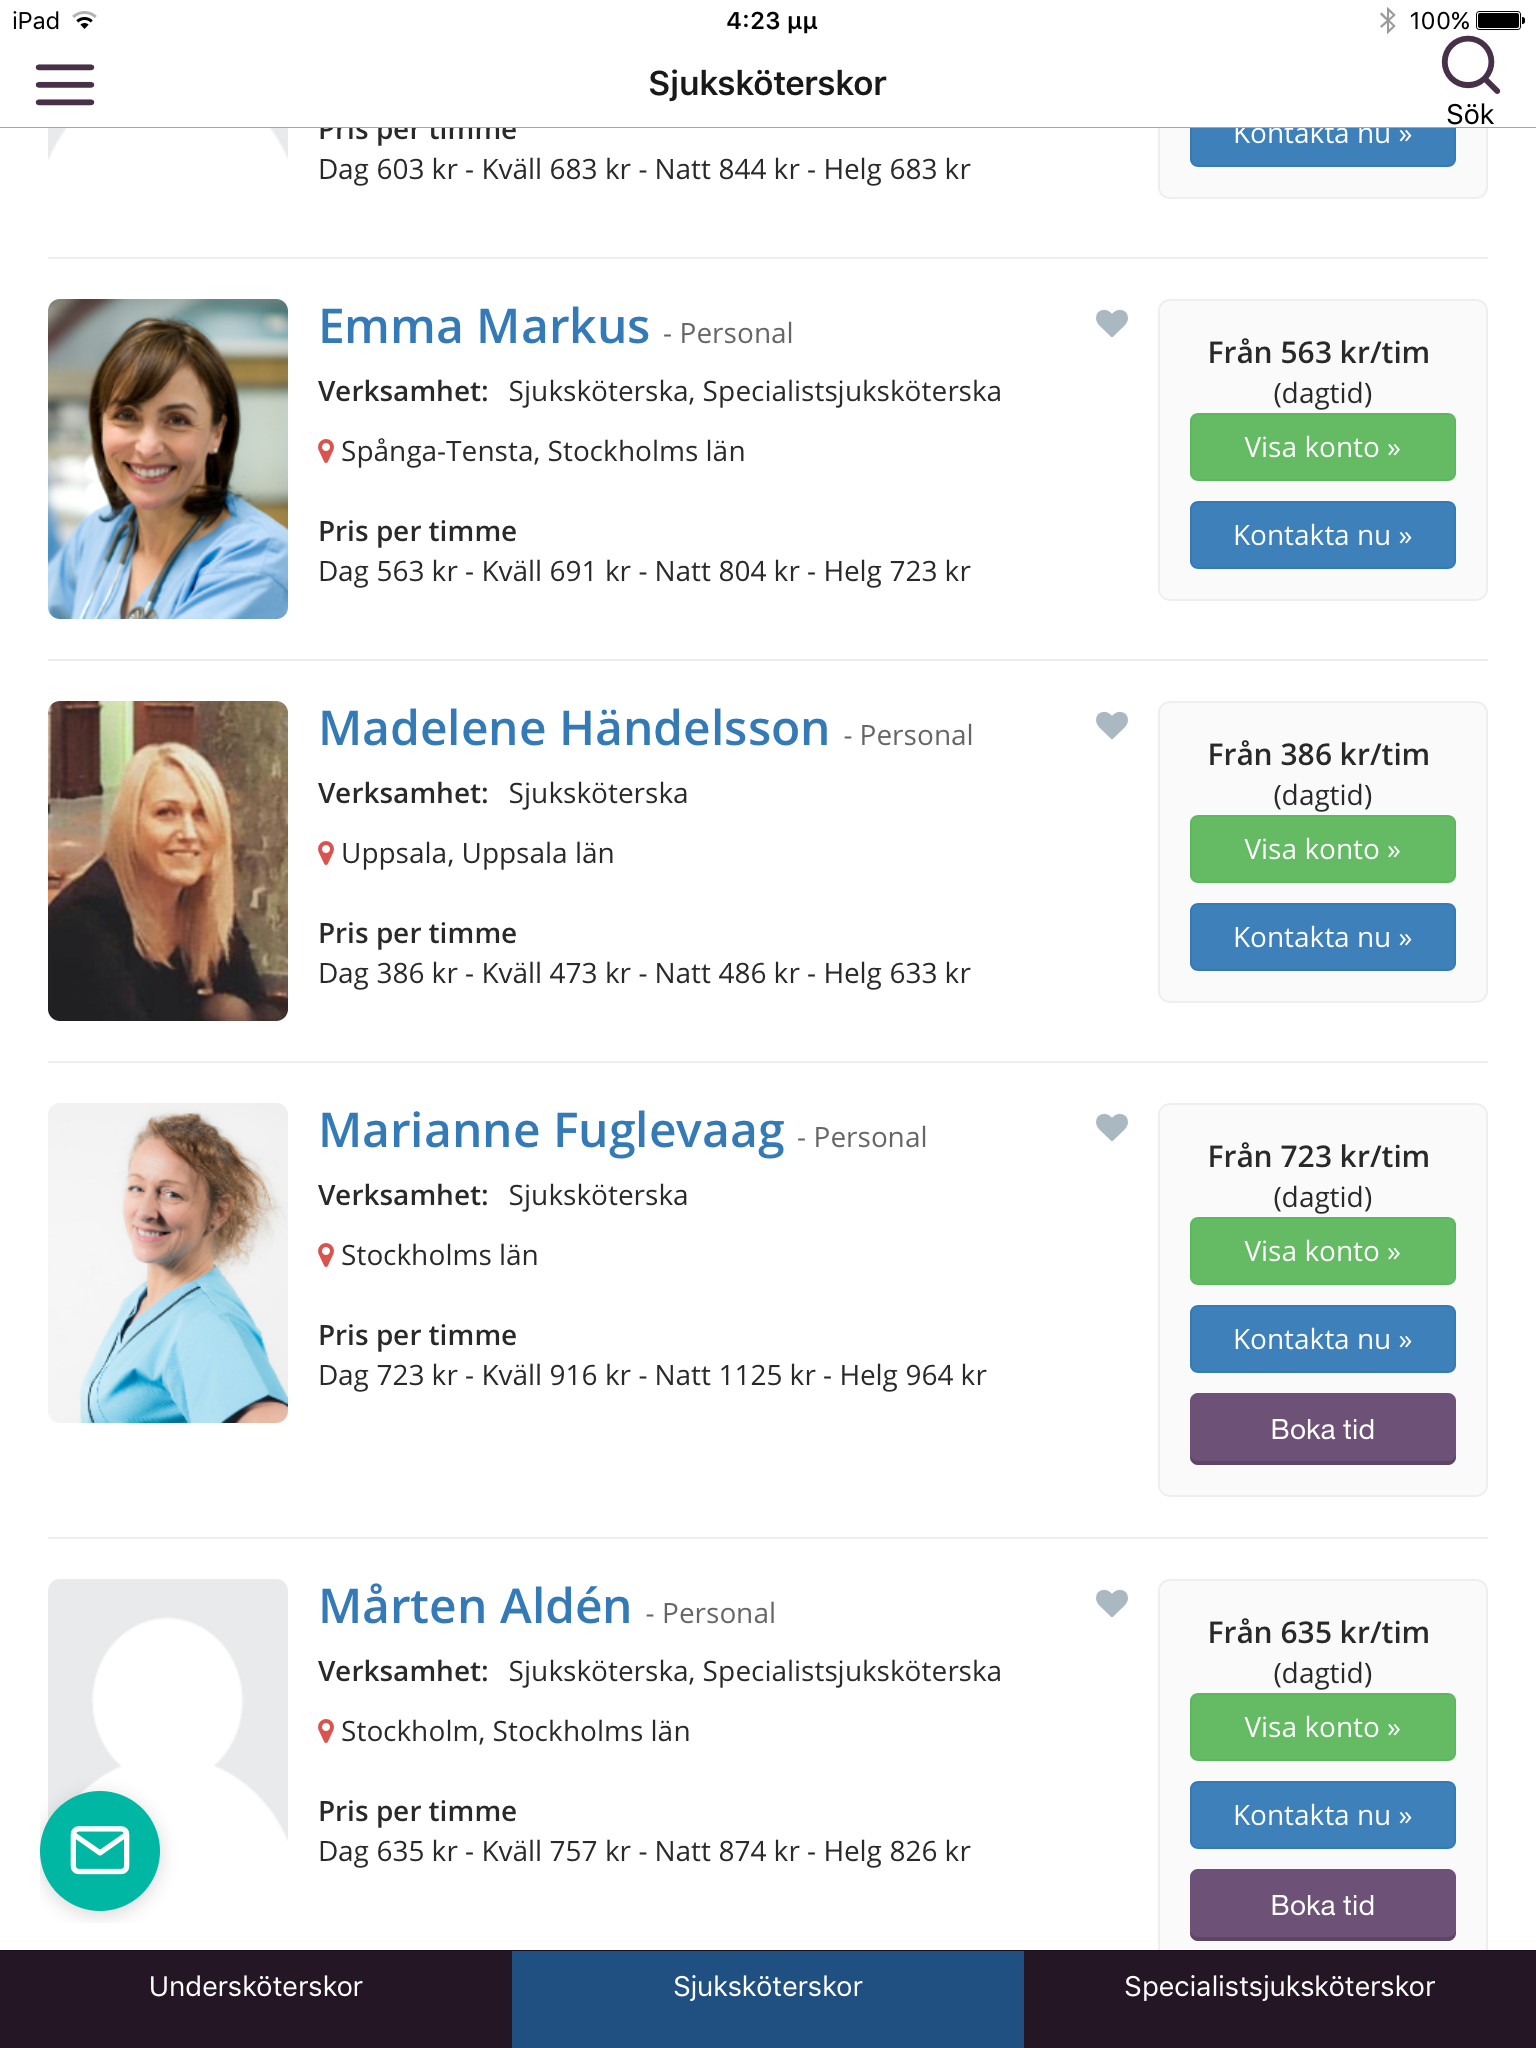 iPad 4:23 μμ 100%
Sjuksköterskor
Sök
Pris per timme
Kontakta nu »
Dag 603 kr - Kväll 683 kr - Natt 844 kr - Helg 683 kr
Emma Markus - Personal
Verksamhet: Sjuksköterska, Specialistsjuksköterska
Spånga-Tensta, Stockholms län
Pris per timme
Dag 563 kr - Kväll 691 kr - Natt 804 kr - Helg 723 kr
Från 563 kr/tim
(dagtid)
Visa konto »
Kontakta nu »
Madelene Händelsson - Personal
Verksamhet: Sjuksköterska
Uppsala, Uppsala län
Pris per timme
Dag 386 kr - Kväll 473 kr - Natt 486 kr - Helg 633 kr
Från 386 kr/tim
(dagtid)
Visa konto »
Kontakta nu »
Marianne Fuglevaag - Personal
Verksamhet: Sjuksköterska
Stockholms län
Pris per timme
Dag 723 kr - Kväll 916 kr - Natt 1125 kr - Helg 964 kr
Från 723 kr/tim
(dagtid)
Visa konto »
Kontakta nu »
Boka tid
Mårten Aldén - Personal
Verksamhet: Sjuksköterska, Specialistsjuksköterska
Stockholm, Stockholms län
Pris per timme
Dag 635 kr - Kväll 757 kr - Natt 874 kr - Helg 826 kr
Från 635 kr/tim
(dagtid)
Visa konto »
Kontakta nu »
Boka tid
Undersköterskor
Sjuksköterskor
Specialistsjuksköterskor